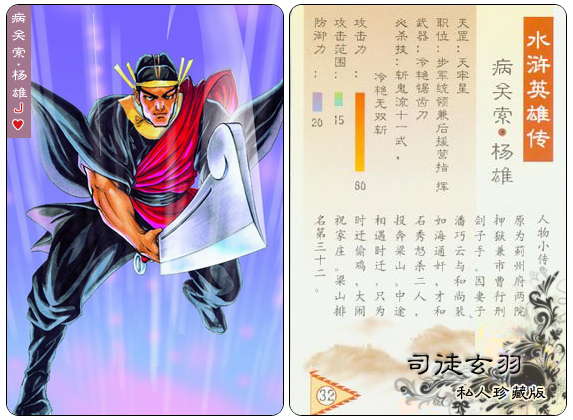 病关索·杨雄J♥
水浒英雄传
病关索·杨雄
天罡：天牢星
职位：步军统领兼后援营指挥
武器：冷艳锯齿刀
必杀技：斩鬼流十一式，
冷艳无双斩
攻击力：
80
攻击范围：
15
防御力：
20
人物小传
原为蓟州府两院
押狱兼市曹行刑
刽子手。因妻子
潘巧云与和尚裴
如海通奸，才和
石秀怒杀二人，
投奔梁山。中途
相遇时迁，只为
时迁偷鸡，大闹
祝家庄。梁山排
名第三十二。
32
司徒玄羽
私人珍藏版